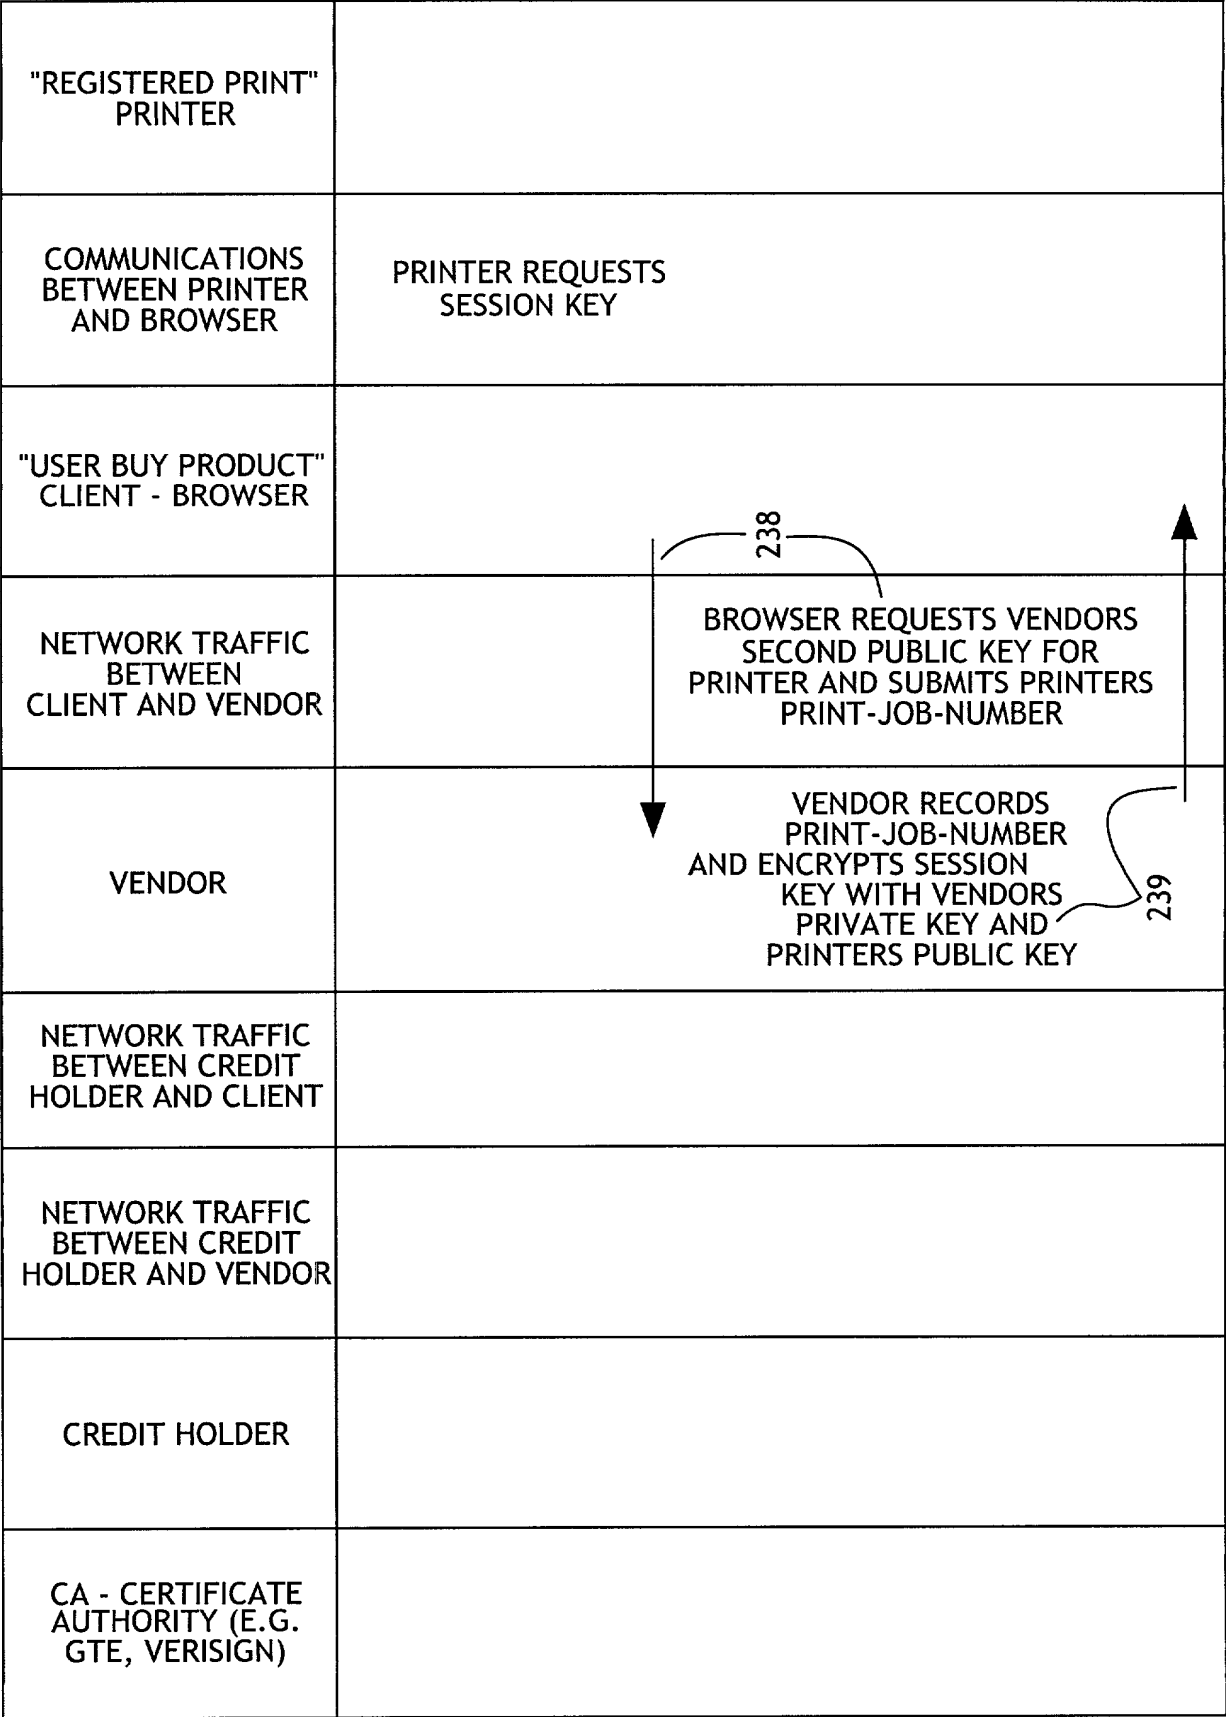 "REGISTERED PRINT"
PRINTER
COMMUNICATIONS
BETWEEN PRINTER
AND BROWSER
PRINTER REQUESTS
SESSION KEY
"USER BUY PRODUCT"
CLIENT - BROWSER
238
NETWORK TRAFFIC
BETWEEN
CLIENT AND VENDOR
BROWSER REQUESTS VENDORS
SECOND PUBLIC KEY FOR
PRINTER AND SUBMITS PRINTERS
PRINT-JOB-NUMBER
VENDOR
VENDOR RECORDS
PRINT-JOB-NUMBER
AND ENCRYPTS SESSION
KEY WITH VENDORS
PRIVATE KEY AND
PRINTERS PUBLIC KEY
239
NETWORK TRAFFIC
BETWEEN CREDIT
HOLDER AND CLIENT
NETWORK TRAFFIC
BETWEEN CREDIT
HOLDER AND VENDOR
CREDIT HOLDER
CA - CERTIFICATE
AUTHORITY (E.G.
GTE, VERISIGN)